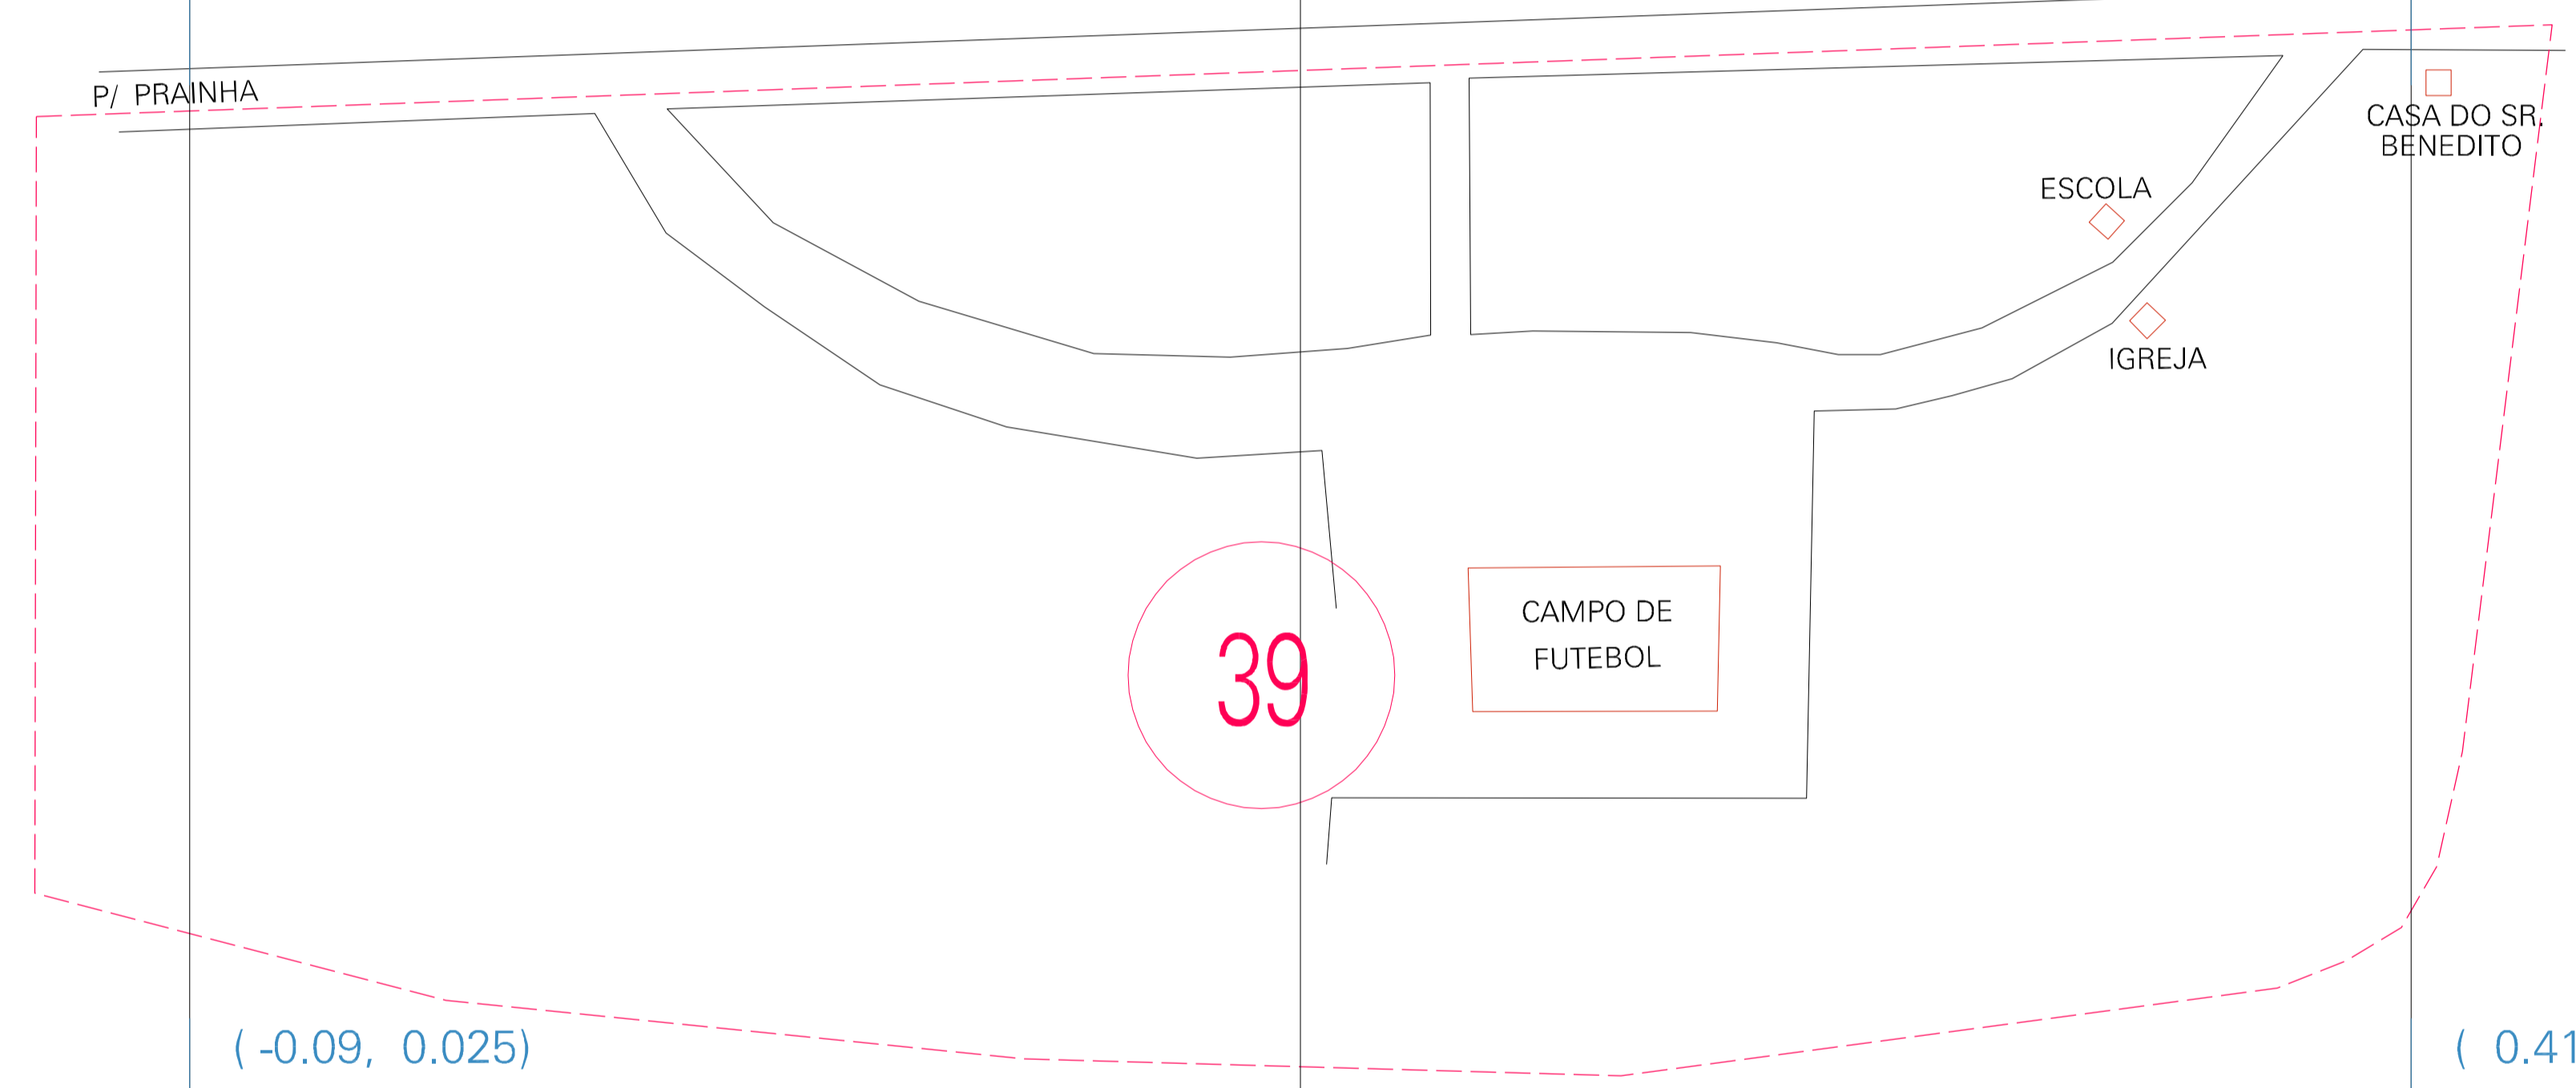 P/ PRAINHA
CASA DO SR.
BENEDITO
ESCOLA
IGREJA
CAMPO DE
FUTEBOL
39
( -0.09, 0.025)
( 0.41